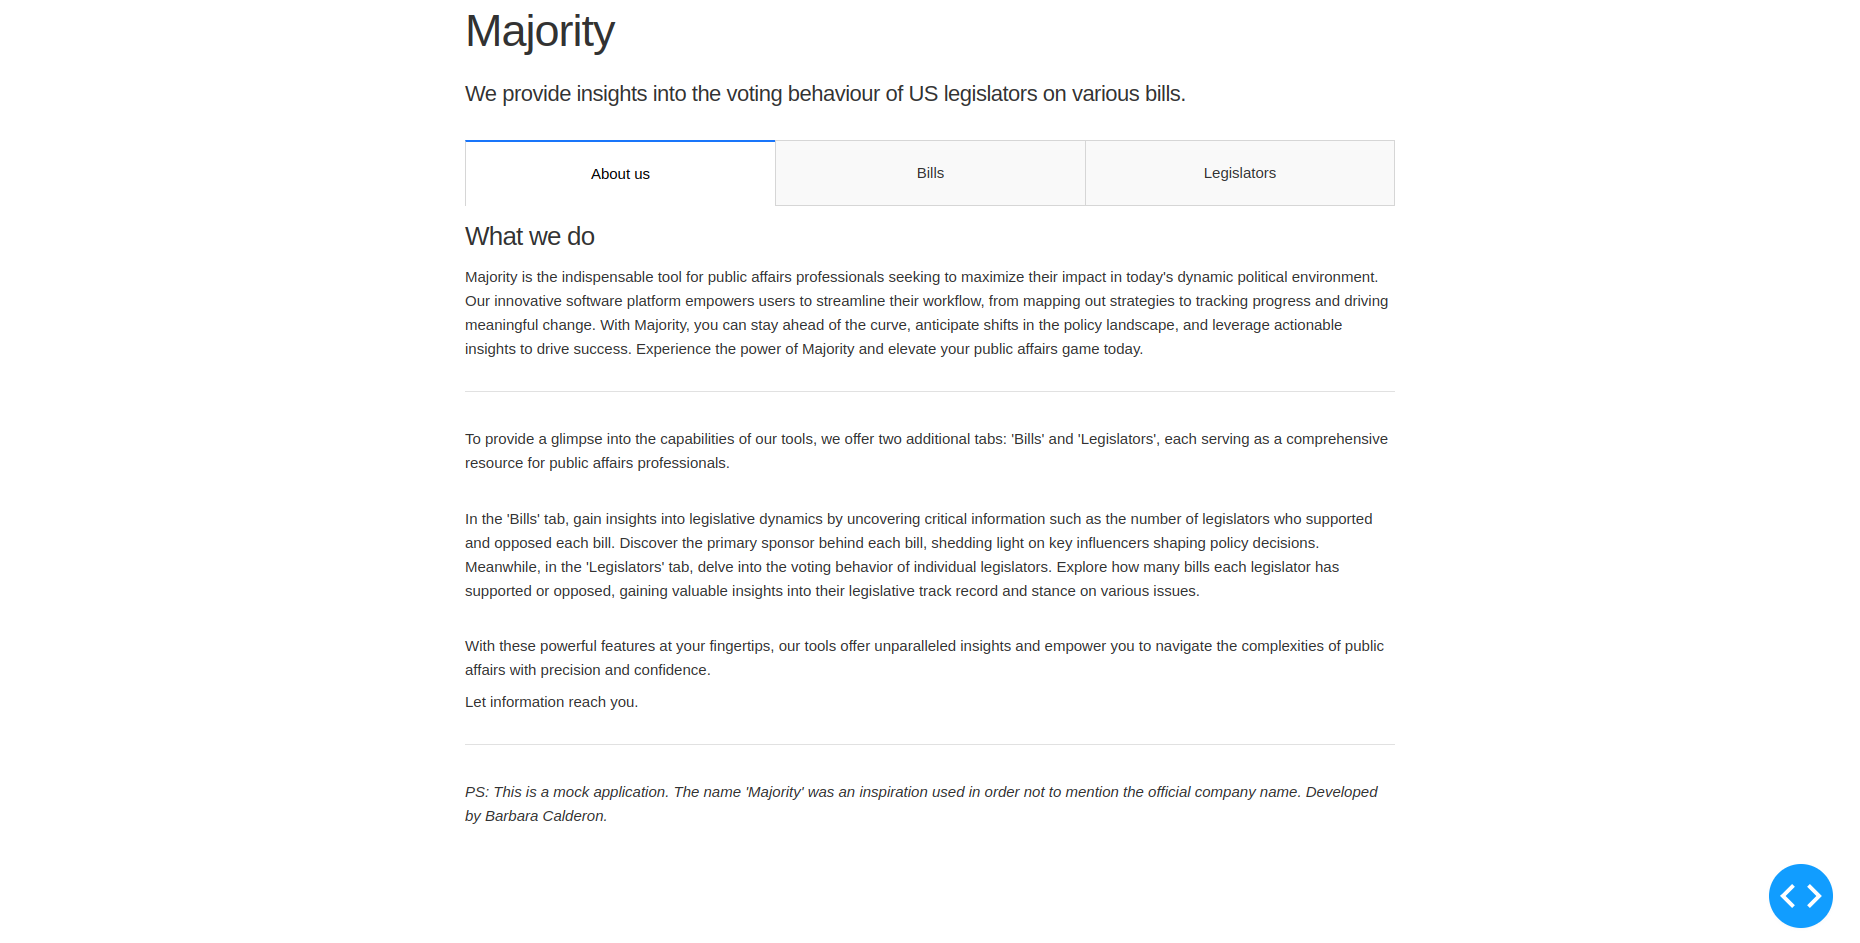 Majority
We provide insights into the voting behaviour of US legislators on various bills.
About us
Bills
Legislators
What we do
Majority is the indispensable tool for public affairs professionals seeking to maximize their impact in today's dynamic political environment.
Our innovative software platform empowers users to streamline their workflow, from mapping out strategies to tracking progress and driving
meaningful change. With Majority, you can stay ahead of the curve, anticipate shifts in the policy landscape, and leverage actionable
insights to drive success. Experience the power of Majority and elevate your public affairs game today.
To provide a glimpse into the capabilities of our tools, we offer two additional tabs: 'Bills' and 'Legislators', each serving as a comprehensive
resource for public affairs professionals.
In the 'Bills' tab, gain insights into legislative dynamics by uncovering critical information such as the number of legislators who supported
and opposed each bill. Discover the primary sponsor behind each bill, shedding light on key influencers shaping policy decisions.
Meanwhile, in the 'Legislators' tab, delve into the voting behavior of individual legislators. Explore how many bills each legislator has
supported or opposed, gaining valuable insights into their legislative track record and stance on various issues.
With these powerful features at your fingertips, our tools offer unparalleled insights and empower you to navigate the complexities of public
affairs with precision and confidence.
Let information reach you.
PS: This is a mock application. The name 'Majority' was an inspiration used in order not to mention the official company name. Developed
by Barbara Calderon.